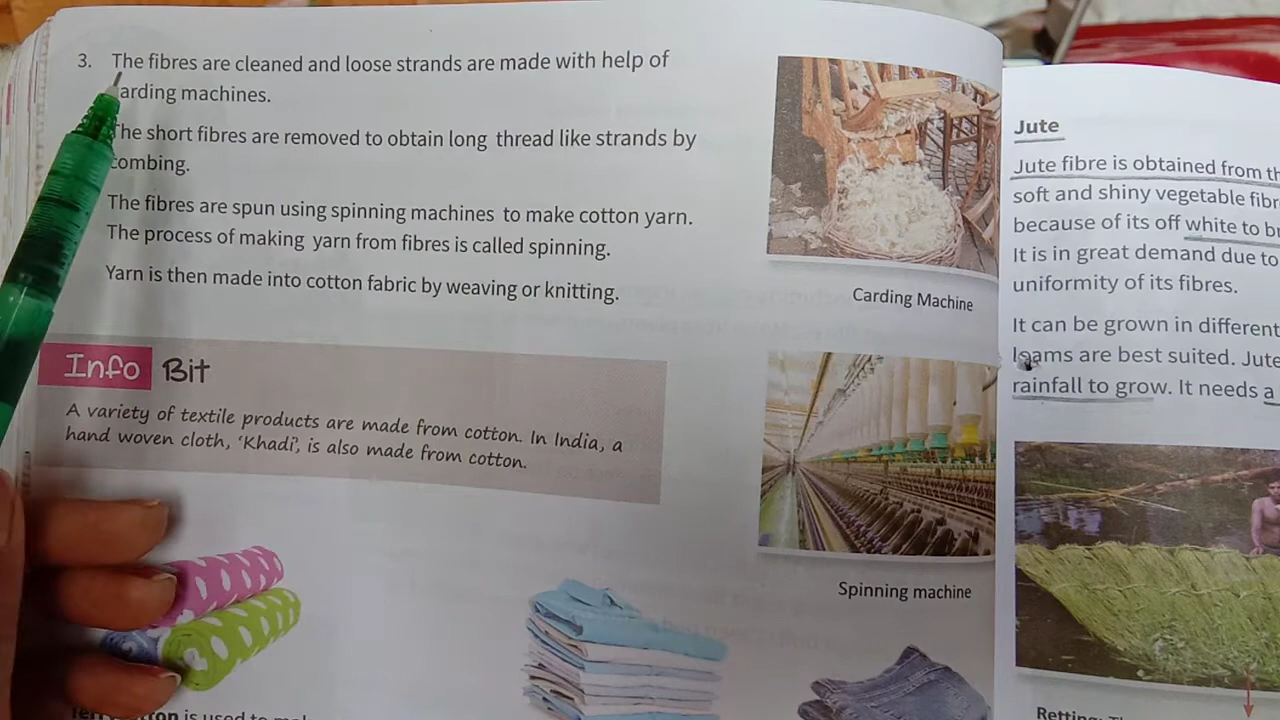 3. The fibres are cleaned and loose strands are made with help of
arding machines.
The short fibres are removed to obtain long thread like strands by
combing.
The fibres are spun using spinning machines to make cotton yarn.
The process of making yarn from fibres is called spinning.
Yarn is then made into cotton fabric by weaving or knitting.
Info Bit
A variety of textile products are made from cotton. In India, a
hand woven cloth, ‘Khadi’, is also made from cotton.
Carding Machine
Spinning machine
is used to
Jute
Jute fibre is obtained from
soft and shiny vegetable
because of its off white to
It is in great demand due to
uniformity of its fibres.
It can be grown in different
loams are best suited. Jute
rainfall to grow. It needs a
Retting: